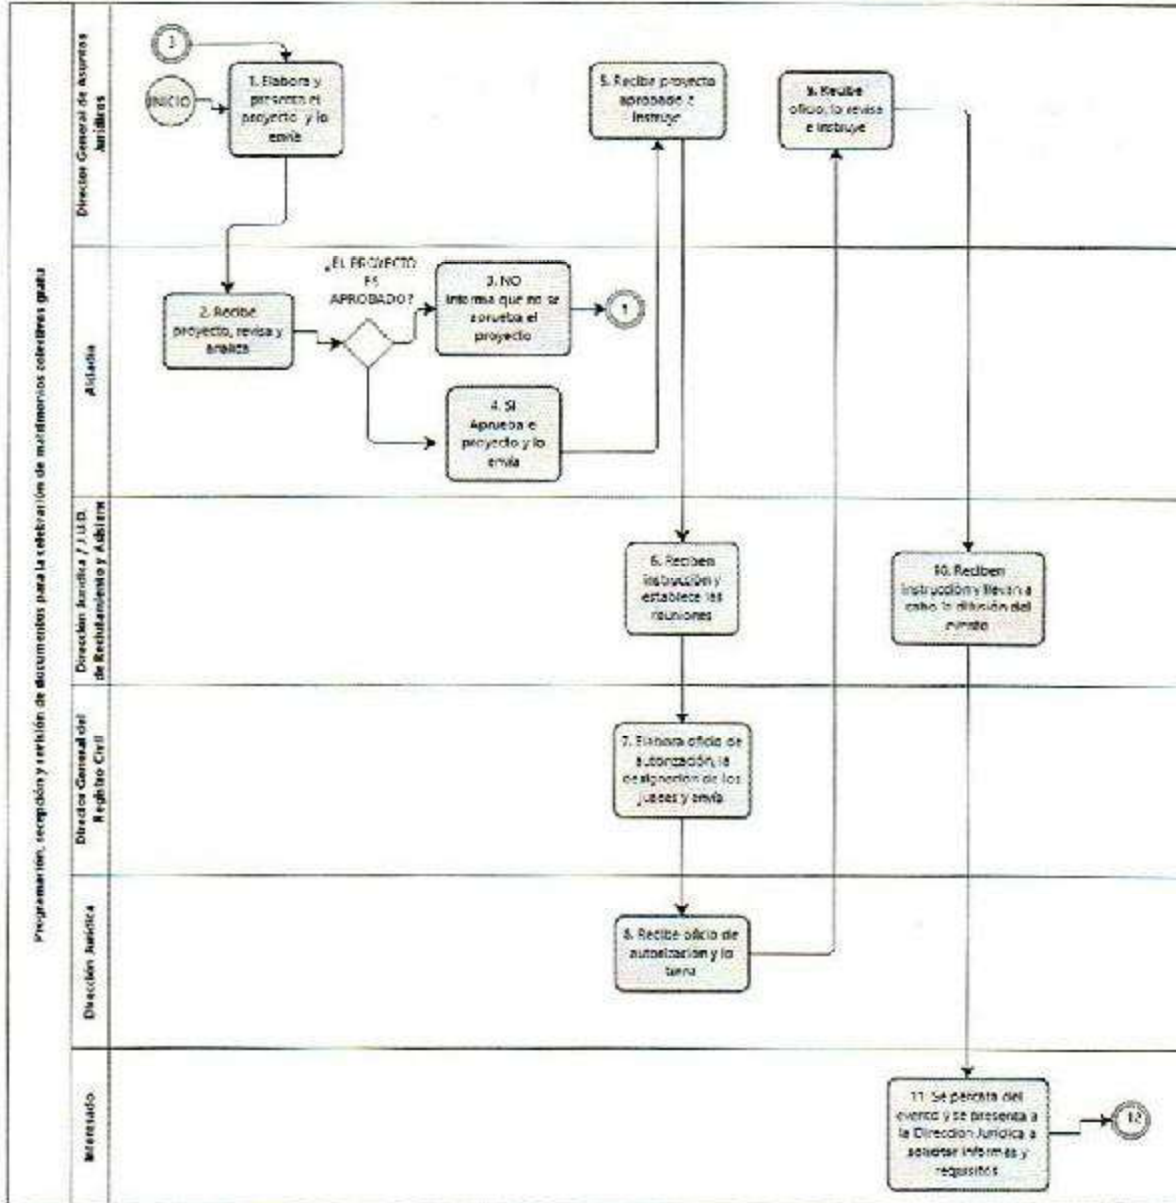 Programación, recepción y revisión de documentos para la celebración de matrimonios colectivos gratu
Director General de Asuntos
Jurídicos
3
INICIO
1. Elabora y
presenta el
proyecto y lo
envía
5. Recibe proyecto
aprobado e
instruye
9. Recibe
oficio, lo revisa
e instruye
Alcaldía
2. Recibe
proyecto, revisa y
analiza
¿EL PROYECTO
ES
APROBADO?
3. NO
Informa que no se
aprueba el
proyecto
1
4. SI
Aprueba el
proyecto y lo
envía
Dirección Jurídica / J.U.D.
de Reclutamiento y Asisten
6. Reciben
instrucción y
establece las
reuniones
10. Reciben
instrucción y llevan a
cabo la difusión del
evento
Director General del
Registro Civil
7. Elabora oficio de
autorización, la
designación de los
jueces y envía
Dirección Jurídica
8. Recibe oficio de
autorización y lo
turna
Interesado
11. Se percata del
evento y se presenta a
la Dirección Jurídica a
solicitar informes y
requisitos
12